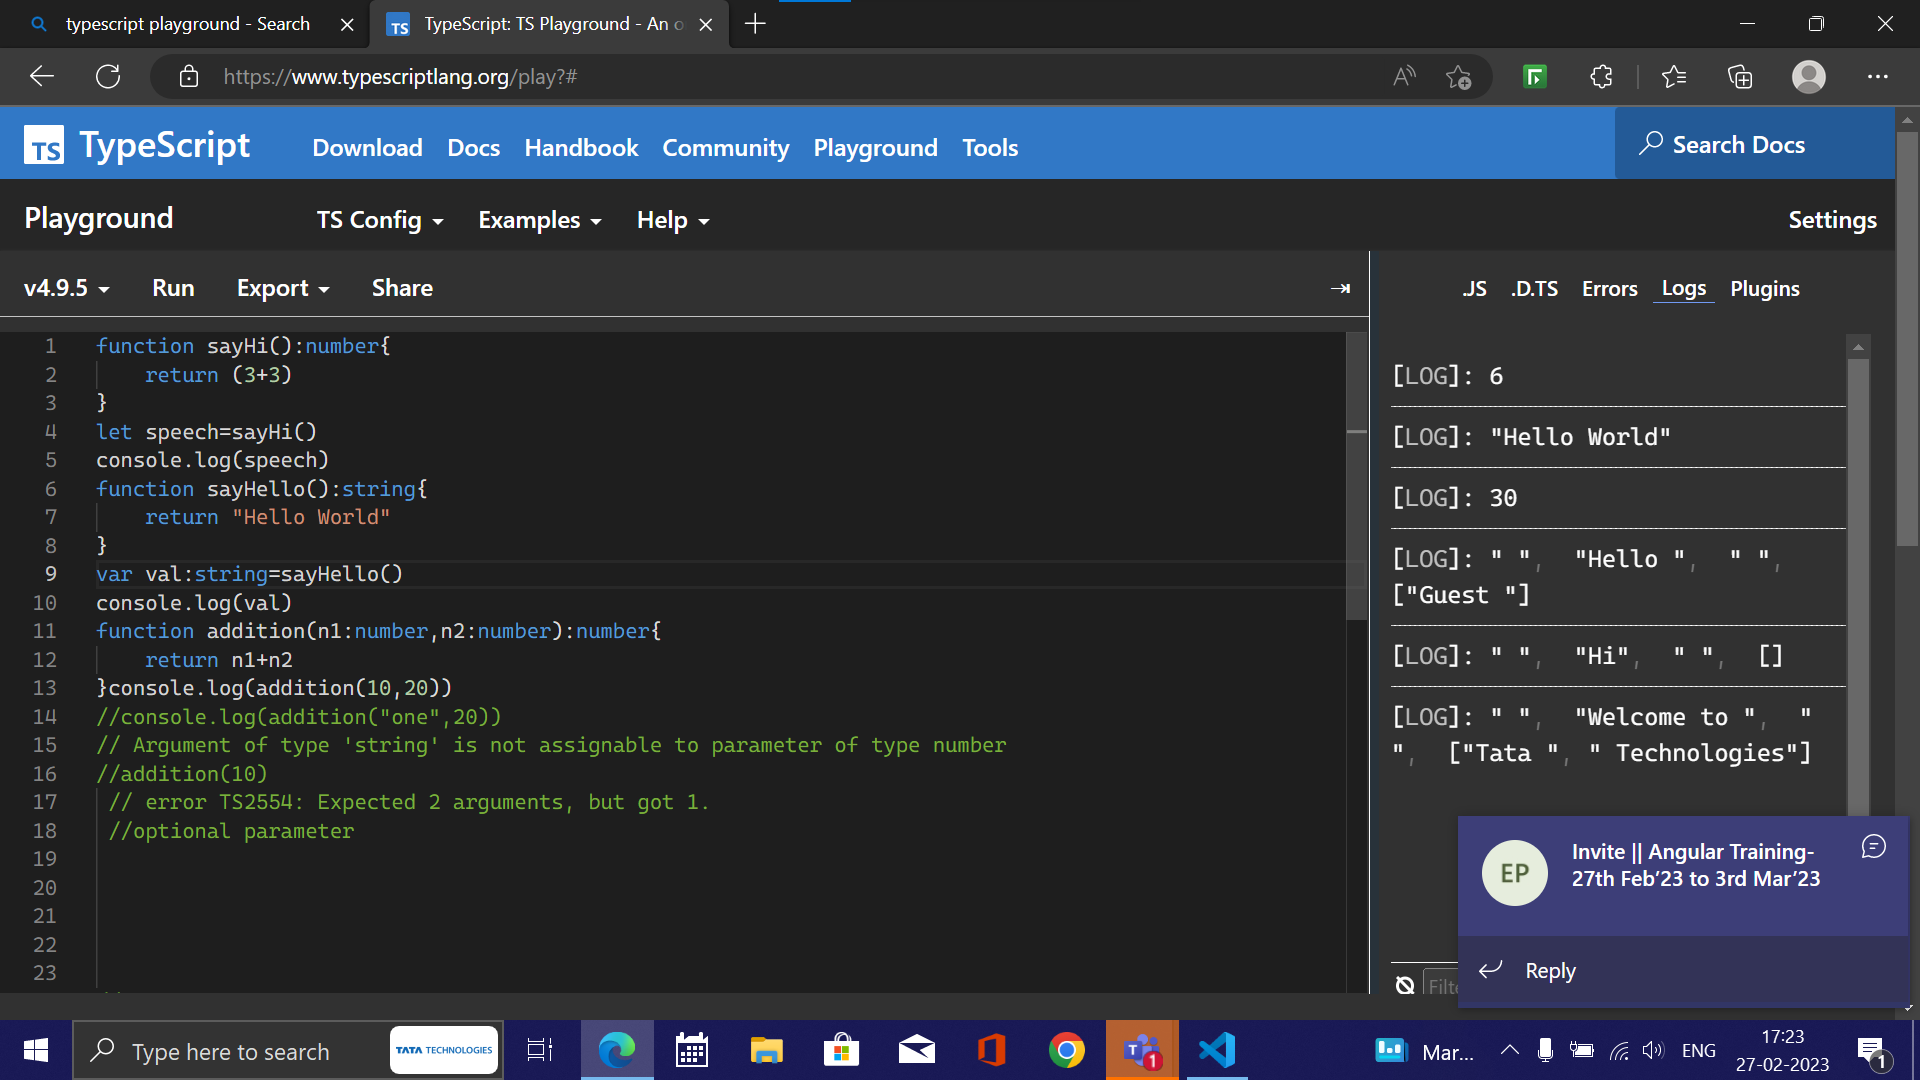 typescript playground - Search
TypeScript: TS Playground - An o
https://www.typescriptlang.org/play?#
TS TypeScript
Download Docs Handbook Community Playground Tools
Search Docs
Playground
TS Config Examples Help
Settings
v4.9.5 Run Export Share
.JS .D.TS Errors Logs Plugins
1 function sayHi():number{
2 return (3+3)
3 }
4 let speech=sayHi()
5 console.log(speech)
6 function sayHello():string{
7 return "Hello World"
8 }
9 var val:string=sayHello()
10 console.log(val)
11 function addition(n1:number,n2:number):number{
12 return n1+n2
13 }console.log(addition(10,20))
14 //console.log(addition("one",20))
15 // Argument of type 'string' is not assignable to parameter of type number
16 //addition(10)
17 // error TS2554: Expected 2 arguments, but got 1.
18 //optional parameter
19
20
21
22
23
[LOG]: 6
[LOG]: "Hello World"
[LOG]: 30
[LOG]: " ", "Hello ", " ",
["Guest "]
[LOG]: " ", "Hi", " ", []
[LOG]: " ", "Welcome to ", "
", ["Tata ", " Technologies"]
EP
Invite || Angular Training-
27th Feb'23 to 3rd Mar'23
Reply
Filte
Type here to search
TATA TECHNOLOGIES
1
Mar...
ENG
17:23
27-02-2023
1